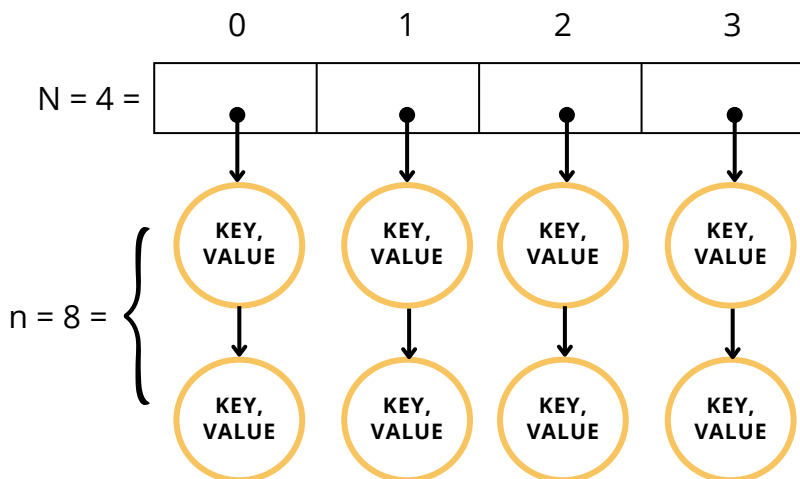 0 1 2 3
N = 4 =
KEY, KEY, KEY, KEY,
VALUE VALUE VALUE VALUE
n = 8 =
KEY, KEY, KEY, KEY,
VALUE VALUE VALUE VALUE